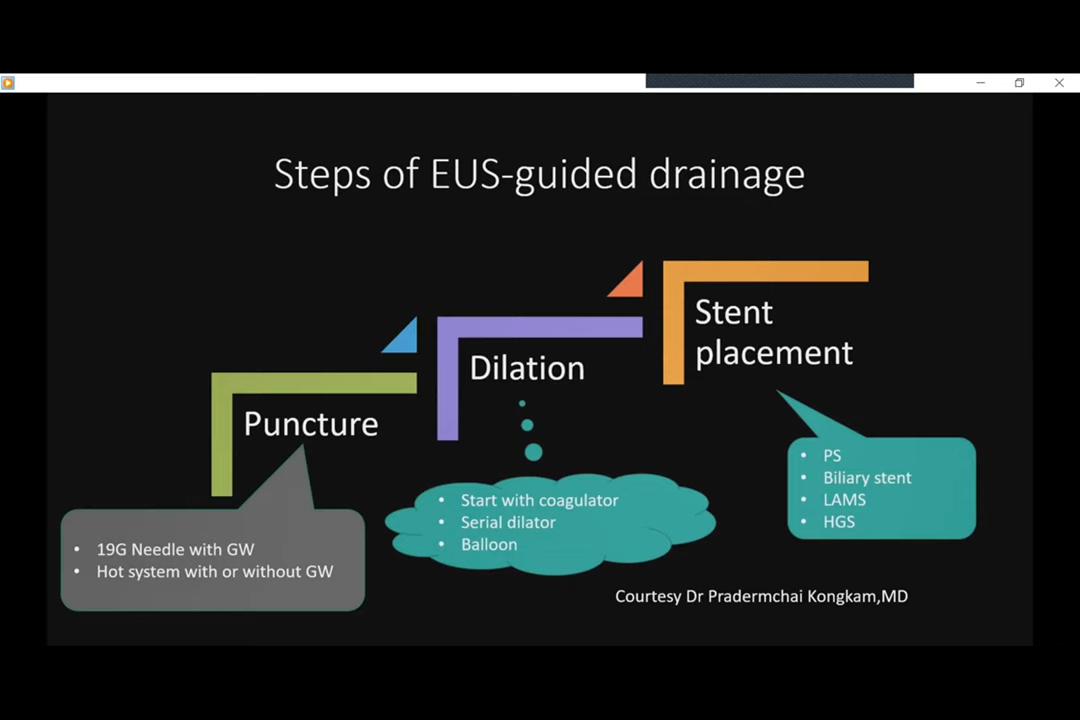 Steps of EUS-guided drainage
Puncture
• 19G Needle with GW
• Hot system with or without GW
Dilation
• Start with coagulator
• Serial dilator
• Balloon
Stent
placement
• PS
• Biliary stent
• LAMS
• HGS
Courtesy Dr Pradermchai Kongkam,MD